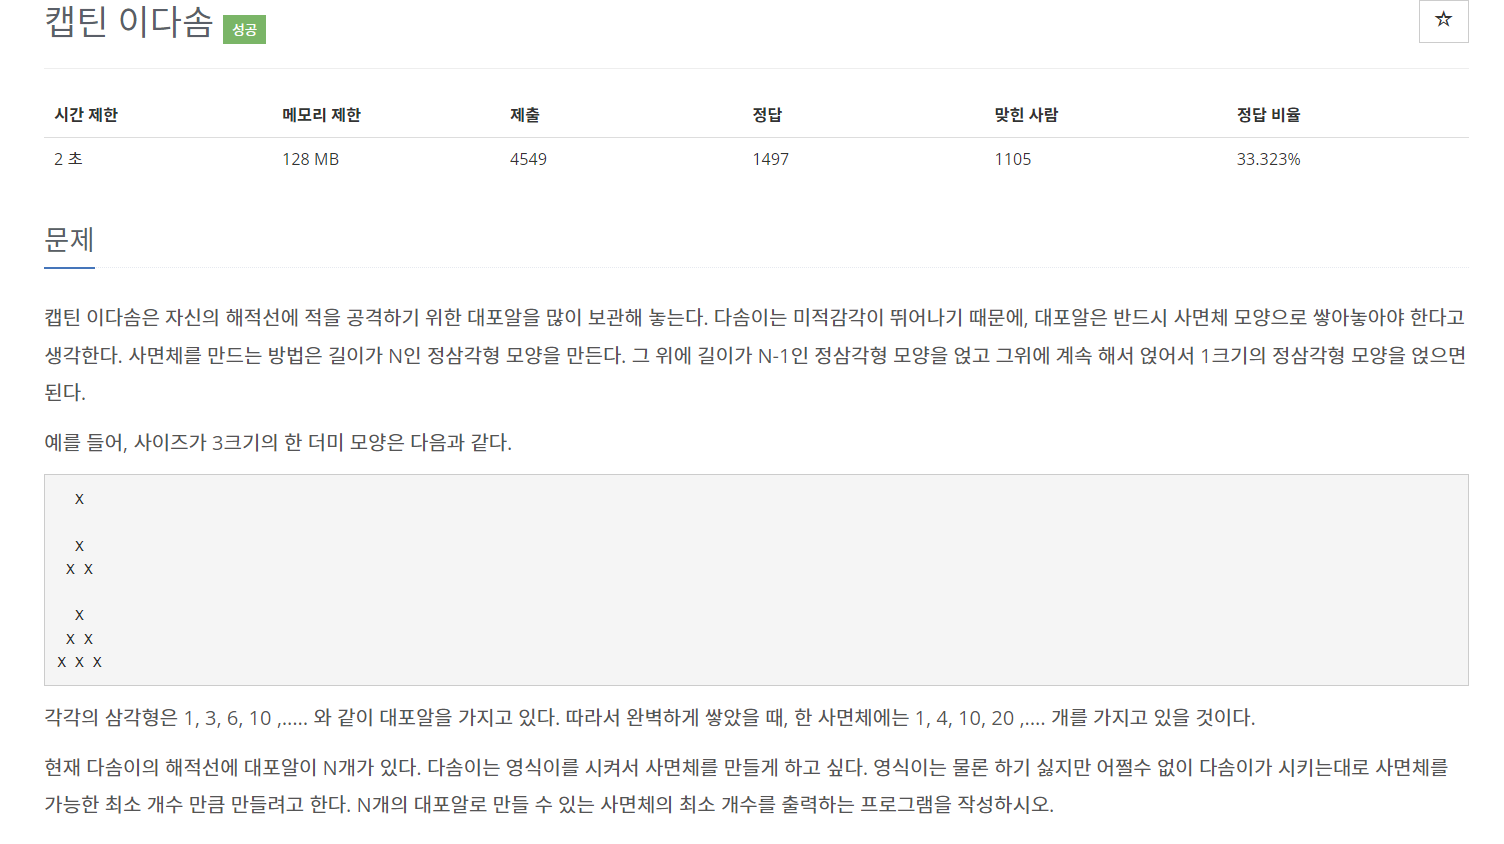 캡틴 이다솜 성공
☆
시간 제한 메모리 제한 제출 정답 맞힌 사람 정답 비율
2 초 128 MB 4549 1497 1105 33.323%
문제
캡틴 이다솜은 자신의 해적선에 적을 공격하기 위한 대포알을 많이 보관해 놓는다. 다솜이는 미적감각이 뛰어나기 때문에, 대포알은 반드시 사면체 모양으로 쌓아놓아야 한다고
생각한다. 사면체를 만드는 방법은 길이가 N인 정삼각형 모양을 만든다. 그 위에 길이가 N-1인 정삼각형 모양을 얹고 그위에 계속 해서 얹어서 1크기의 정삼각형 모양을 얹으면
된다.
예를 들어, 사이즈가 3크기의 한 더미 모양은 다음과 같다.
X
X
X X
X
X X
X X X
각각의 삼각형은 1, 3, 6, 10 ,..... 와 같이 대포알을 가지고 있다. 따라서 완벽하게 쌓았을 때, 한 사면체에는 1, 4, 10, 20 ,.... 개를 가지고 있을 것이다.
현재 다솜이의 해적선에 대포알이 N개가 있다. 다솜이는 영식이를 시켜서 사면체를 만들게 하고 싶다. 영식이는 물론 하기 싫지만 어쩔수 없이 다솜이가 시키는대로 사면체를
가능한 최소 개수 만큼 만들려고 한다. N개의 대포알로 만들 수 있는 사면체의 최소 개수를 출력하는 프로그램을 작성하시오.